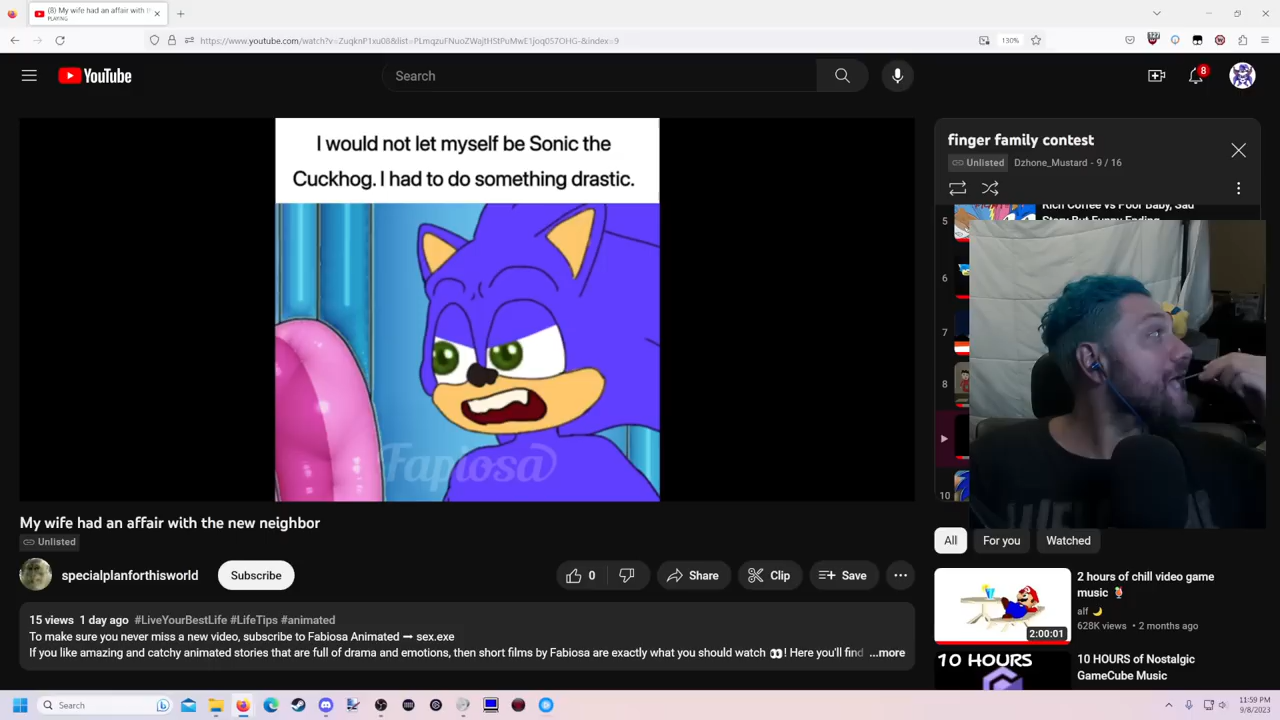 (8) My wife had an affair with th
PLAYING
https://www.youtube.com/watch?v=ZuqknP1xu08&list=PLmqzuFNuoZWajtHStPuMwE1joq057OHG-&index=9
130%
127
YouTube
Search
8
I would not let myself be Sonic the
Cuckhog. I had to do something drastic.
Fapiosa
finger family contest
Unlisted Dzhone_Mustard - 9 / 16
5
Rich Coffee Vs Poor Baby, Sad
Story But Funny Ending
6
7
8
10
My wife had an affair with the new neighbor
Unlisted
specialplanforthisworld
Subscribe
0
Share
Clip
Save
15 views 1 day ago #LiveYourBestLife #LifeTips #animated
To make sure you never miss a new video, subscribe to Fabiosa Animated ➞ sex.exe
If you like amazing and catchy animated stories that are full of drama and emotions, then short films by Fabiosa are exactly what you should watch 👀! Here you'll find ...more
All
For you
Watched
2 hours of chill video game
music 🍹
alf 🌙
628K views • 2 months ago
2:00:01
10 HOURS
10 HOURS of Nostalgic
GameCube Music
Search
11:59 PM
9/8/2023